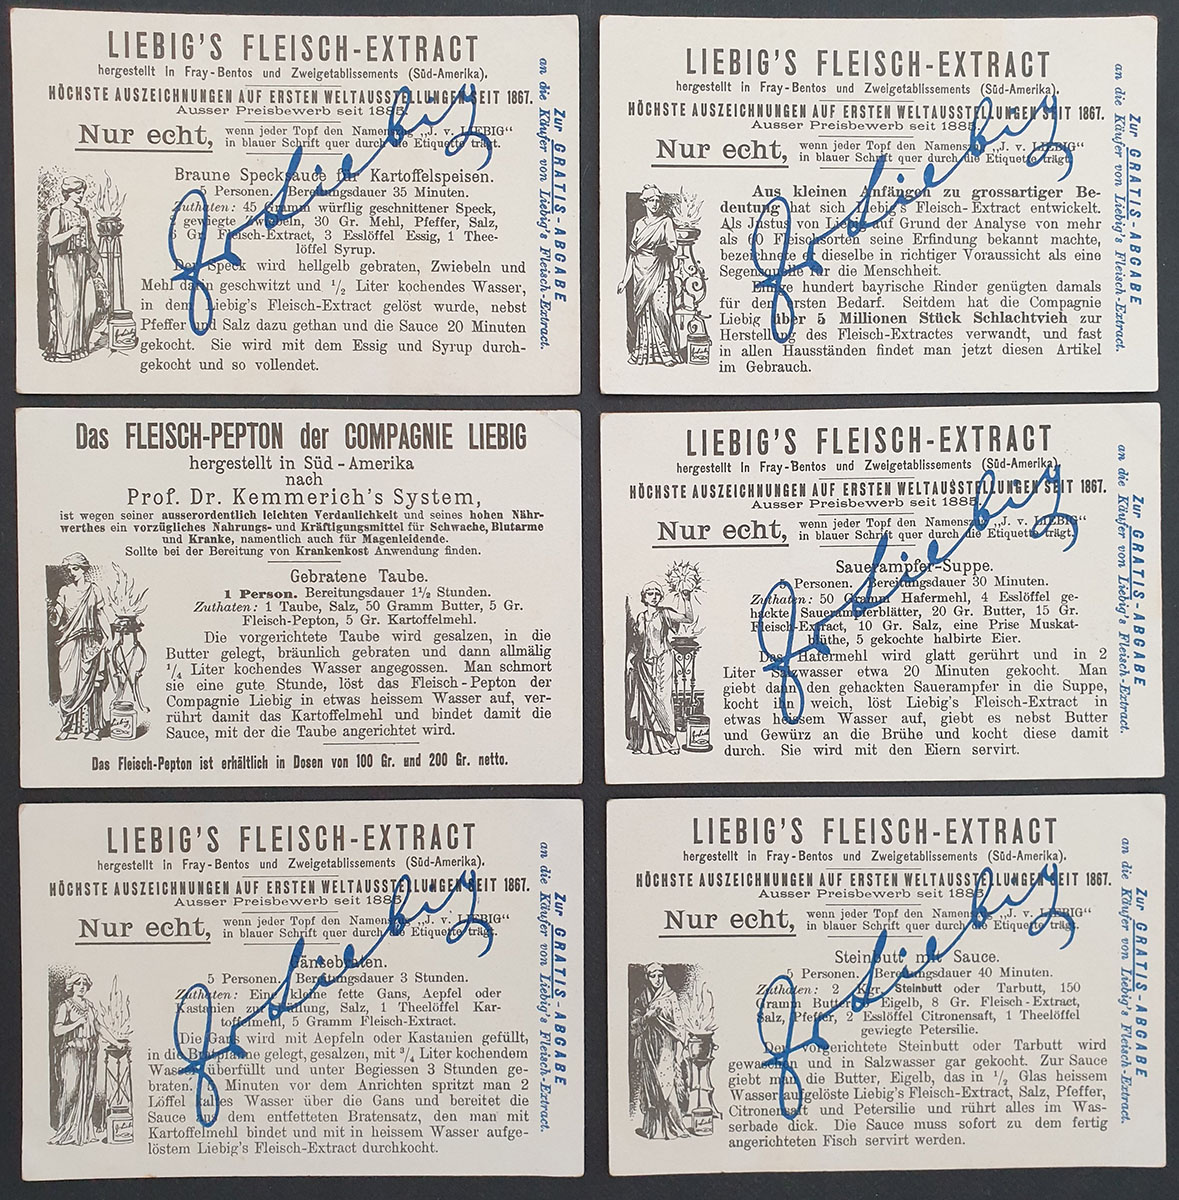 LIEBIG'S FLEISCH-EXTRACT
hergestellt in Fray-Bentos und Zweigetablissements (Süd-Amerika).
HÖCHSTE AUSZEICHNUNGEN AUF ERSTEN WELTAUSSTELLUNGEN SEIT 1867.
Ausser Preisbewerb seit 1885.
Nur echt, wenn jeder Topf den Namenszug „J. v. LIEBIG“
in blauer Schrift quer durch die Etiquette trägt.
Braune Specksauce für Kartoffelspeisen.
5 Personen. Bereitungsdauer 35 Minuten.
Zuthaten: 45 Gramm würflig geschnittener Speck,
gewiegte Zwiebeln, 30 Gr. Mehl, Pfeffer, Salz,
Gr. Fleisch-Extract, 3 Esslöffel Essig, 1 Thee-
löffel Syrup.
Der Speck wird hellgelb gebraten, Zwiebeln und
Mehl darin geschwitzt und 1/2 Liter kochendes Wasser,
in dem Liebig's Fleisch-Extract gelöst wurde, nebst
Pfeffer und Salz dazu gethan und die Sauce 20 Minuten
gekocht. Sie wird mit dem Essig und Syrup durch-
gekocht und so vollendet.
Zur GRATIS-ABGABE
an die Käufer von Liebig's Fleisch-Extract.
Liebig
J v Liebig
LIEBIG'S FLEISCH-EXTRACT
hergestellt in Fray-Bentos und Zweigetablissements (Süd-Amerika).
HÖCHSTE AUSZEICHNUNGEN AUF ERSTEN WELTAUSSTELLUNGEN SEIT 1867.
Ausser Preisbewerb seit 1885.
Nur echt, wenn jeder Topf den Namenszug „J. v. LIEBIG“
in blauer Schrift quer durch die Etiquette trägt.
Aus kleinen Anfängen zu grossartiger Be-
deutung hat sich Liebig's Fleisch-Extract entwickelt.
Als Justus von Liebig auf Grund der Analyse von mehr
als 60 Fleischsorten seine Erfindung bekannt machte,
bezeichnete er dieselbe in richtiger Voraussicht als eine
Segensquelle für die Menschheit.
Einige hundert bayrische Rinder genügten damals
für den ersten Bedarf. Seitdem hat die Compagnie
Liebig über 5 Millionen Stück Schlachtvieh zur
Herstellung des Fleisch-Extractes verwandt, und fast
in allen Hausständen findet man jetzt diesen Artikel
im Gebrauch.
Zur GRATIS-ABGABE
an die Käufer von Liebig's Fleisch-Extract.
Liebig
J v Liebig
Das FLEISCH-PEPTON der COMPAGNIE LIEBIG
hergestellt in Süd-Amerika
nach
Prof. Dr. Kemmerich's System,
ist wegen seiner ausserordentlich leichten Verdaulichkeit und seines hohen Nähr-
werthes ein vorzügliches Nahrungs- und Kräftigungsmittel für Schwache, Blutarme
und Kranke, namentlich auch für Magenleidende.
Sollte bei der Bereitung von Krankenkost Anwendung finden.
Gebratene Taube.
1 Person. Bereitungsdauer 1 1/2 Stunden.
Zuthaten: 1 Taube, Salz, 50 Gramm Butter, 5 Gr.
Fleisch-Pepton, 5 Gr. Kartoffelmehl.
Die vorgerichtete Taube wird gesalzen, in die
Butter gelegt, bräunlich gebraten und dann allmälig
1/4 Liter kochendes Wasser angegossen. Man schmort
sie eine gute Stunde, löst das Fleisch-Pepton der
Compagnie Liebig in etwas heissem Wasser auf, ver-
rührt damit das Kartoffelmehl und bindet damit die
Sauce, mit der die Taube angerichtet wird.
Das Fleisch-Pepton ist erhältlich in Dosen von 100 Gr. und 200 Gr. netto.
Liebig
LIEBIG'S FLEISCH-EXTRACT
hergestellt in Fray-Bentos und Zweigetablissements (Süd-Amerika).
HÖCHSTE AUSZEICHNUNGEN AUF ERSTEN WELTAUSSTELLUNGEN SEIT 1867.
Ausser Preisbewerb seit 1885.
Nur echt, wenn jeder Topf den Namenszug „J. v. LIEBIG“
in blauer Schrift quer durch die Etiquette trägt.
Sauerampfer-Suppe.
5 Personen. Bereitungsdauer 30 Minuten.
Zuthaten: 50 Gramm Hafermehl, 4 Esslöffel ge-
hackte Sauerampferblätter, 20 Gr. Butter, 15 Gr.
Fleisch-Extract, 10 Gr. Salz, eine Prise Muskat-
blüthe, 5 gekochte halbirte Eier.
Das Hafermehl wird glatt gerührt und in 2
Liter Salzwasser etwa 20 Minuten gekocht. Man
giebt dann den gehackten Sauerampfer in die Suppe,
kocht ihn weich, löst Liebig's Fleisch-Extract in
etwas heissem Wasser auf, giebt es nebst Butter
und Gewürz an die Brühe und kocht diese damit
durch. Sie wird mit den Eiern servirt.
Zur GRATIS-ABGABE
an die Käufer von Liebig's Fleisch-Extract.
Liebig
J v Liebig
LIEBIG'S FLEISCH-EXTRACT
hergestellt in Fray-Bentos und Zweigetablissements (Süd-Amerika).
HÖCHSTE AUSZEICHNUNGEN AUF ERSTEN WELTAUSSTELLUNGEN SEIT 1867.
Ausser Preisbewerb seit 1885.
Nur echt, wenn jeder Topf den Namenszug „J. v. LIEBIG“
in blauer Schrift quer durch die Etiquette trägt.
Gänsebraten.
5 Personen. Bereitungsdauer 3 Stunden.
Zuthaten: Eine kleine fette Gans, Aepfel oder
Kastanien zur Füllung, Salz, 1 Theelöffel Kar-
toffelmehl, 5 Gramm Fleisch-Extract.
Die Gans wird mit Aepfeln oder Kastanien gefüllt,
in die Bratpfanne gelegt, gesalzen, mit 3/4 Liter kochendem
Wasser überfüllt und unter Begiessen 3 Stunden ge-
braten. Minuten vor dem Anrichten spritzt man 2
Löffel kaltes Wasser über die Gans und bereitet die
Sauce aus dem entfetteten Bratensatz, den man mit
Kartoffelmehl bindet und mit in heissem Wasser aufge-
löstem Liebig's Fleisch-Extract durchkocht.
Zur GRATIS-ABGABE
an die Käufer von Liebig's Fleisch-Extract.
Liebig
J v Liebig
LIEBIG'S FLEISCH-EXTRACT
hergestellt in Fray-Bentos und Zweigetablissements (Süd-Amerika).
HÖCHSTE AUSZEICHNUNGEN AUF ERSTEN WELTAUSSTELLUNGEN SEIT 1867.
Ausser Preisbewerb seit 1885.
Nur echt, wenn jeder Topf den Namenszug „J. v. LIEBIG“
in blauer Schrift quer durch die Etiquette trägt.
Steinbutt mit Sauce.
5 Personen. Bereitungsdauer 40 Minuten.
Zuthaten: 2 Kgr. Steinbutt oder Tarbutt, 150
Gramm Butter, Eigelb, 8 Gr. Fleisch-Extract,
Salz, Pfeffer, 2 Esslöffel Citronensaft, 1 Theelöffel
gewiegte Petersilie.
Der vorgerichtete Steinbutt oder Tarbutt wird
gewaschen und in Salzwasser gar gekocht. Zur Sauce
giebt man die Butter, Eigelb, das in 1/2 Glas heissem
Wasser aufgelöste Liebig's Fleisch-Extract, Salz, Pfeffer,
Citronensaft und Petersilie und rührt alles im Was-
serbade dick. Die Sauce muss sofort zu dem fertig
angerichteten Fisch servirt werden.
Zur GRATIS-ABGABE
an die Käufer von Liebig's Fleisch-Extract.
Liebig
J v Liebig